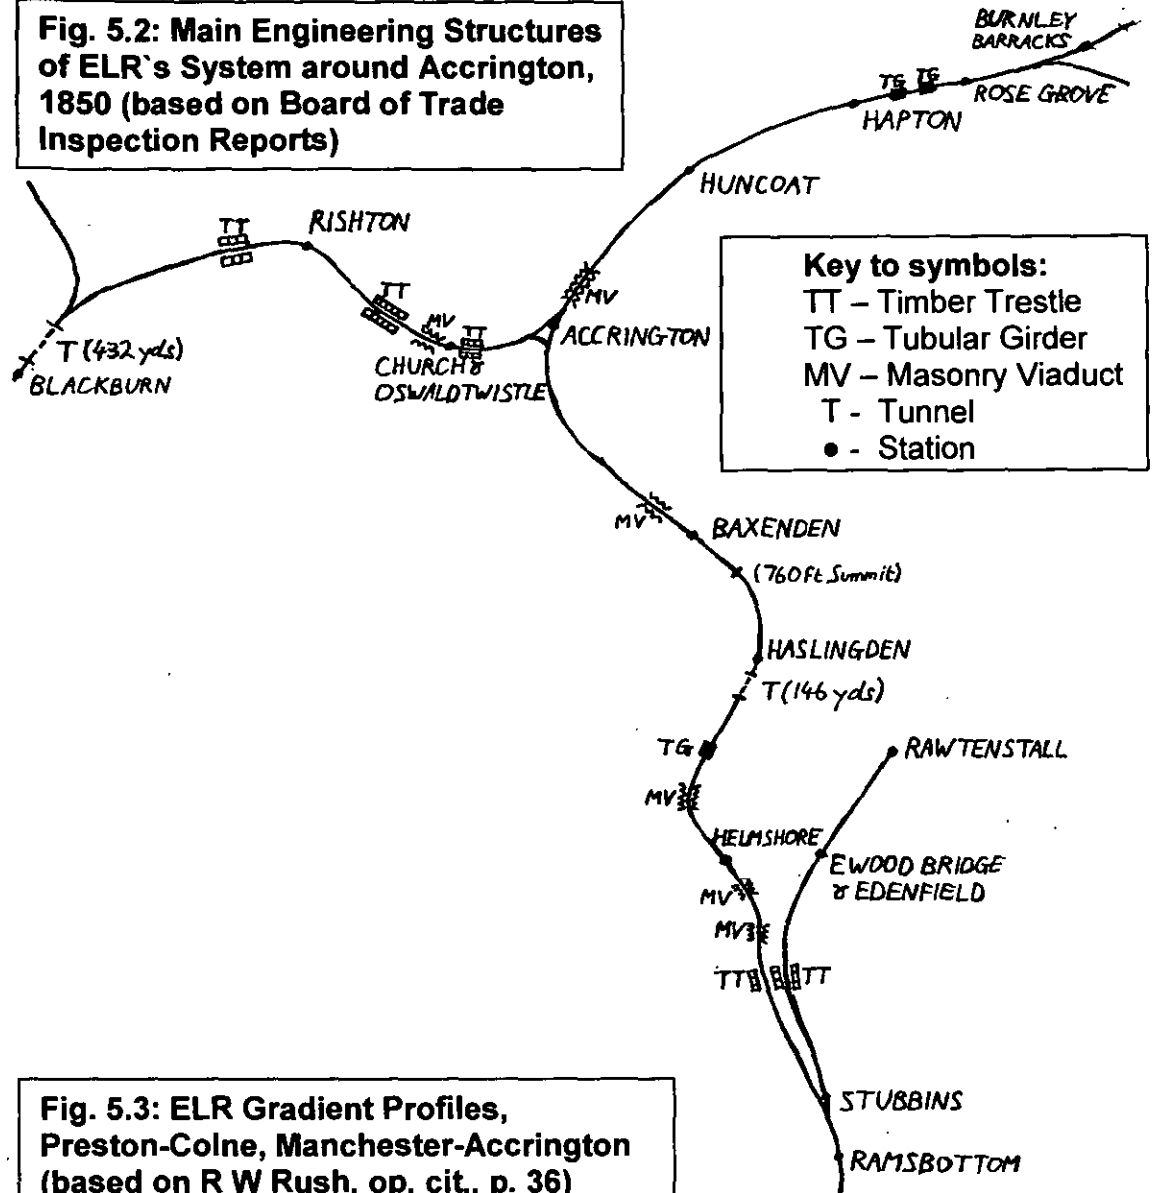 Fig. 5.2: Main Engineering Structures
of ELR`s System around Accrington,
1850 (based on Board of Trade
Inspection Reports)
BURNLEY
BARRACKS
TG
TG
ROSE GROVE
HAPTON
HUNCOAT
TT
RISHTON
Key to symbols:
TT – Timber Trestle
TG – Tubular Girder
MV – Masonry Viaduct
T - Tunnel
● - Station
TT
MV
TT
MV
ACCRINGTON
T (432 yds)
BLACKBURN
CHURCH &
OSWALDTWISTLE
MV
BAXENDEN
(760 Ft Summit)
HASLINGDEN
T (146 yds)
TG
RAWTENSTALL
MV
HELMSHORE
EWOOD BRIDGE
& EDENFIELD
MV
MV
TT
TT
STUBBINS
RAMSBOTTOM
Fig. 5.3: ELR Gradient Profiles,
Preston-Colne, Manchester-Accrington
(based on R W Rush, op. cit., p. 36)